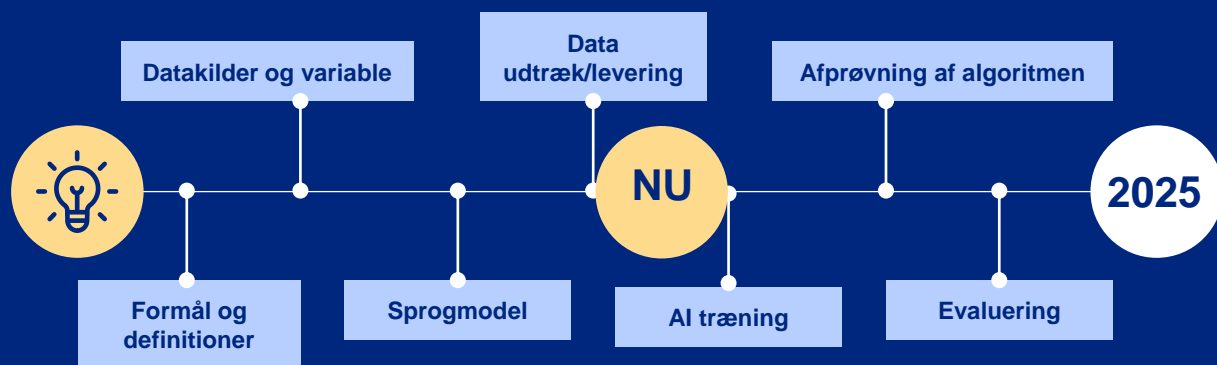 Data
udtræk/levering
Datakilder og variable
Afprøvning af algoritmen
NU
2025
Formål og
definitioner
Sprogmodel
AI træning
Evaluering